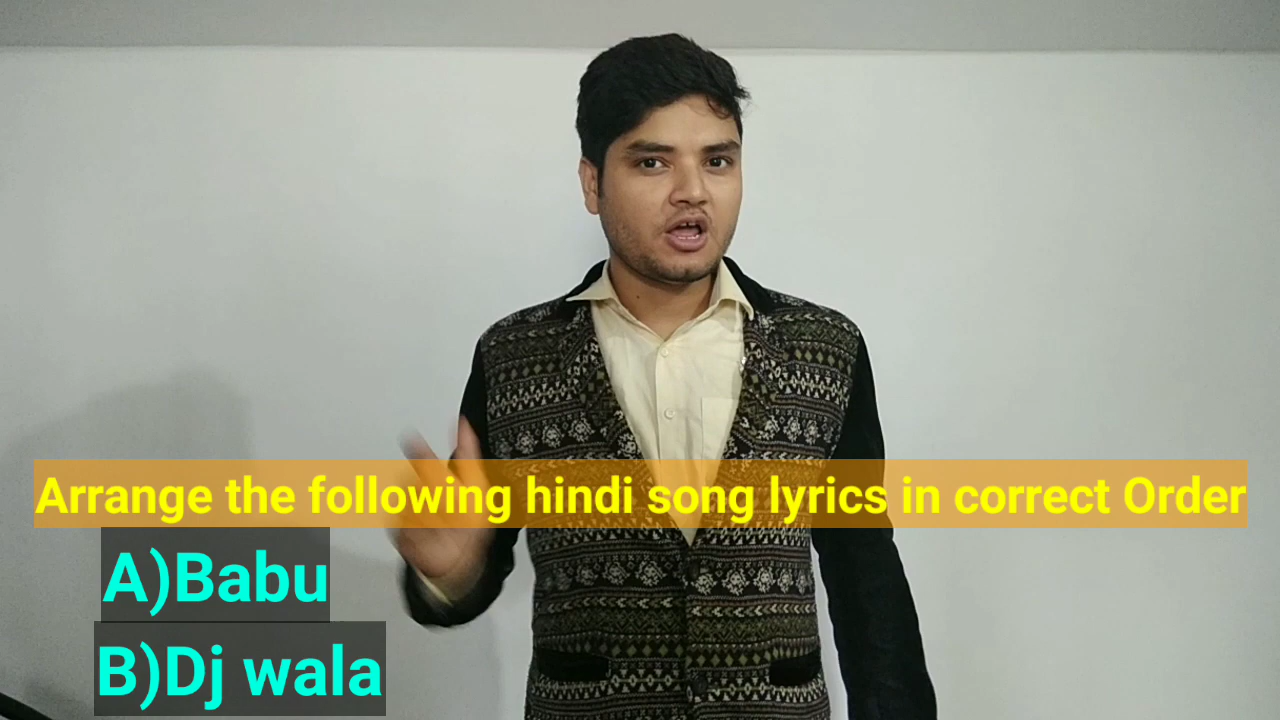 Arrange the following hindi song lyrics in correct Order
A)Babu
B)Dj wala